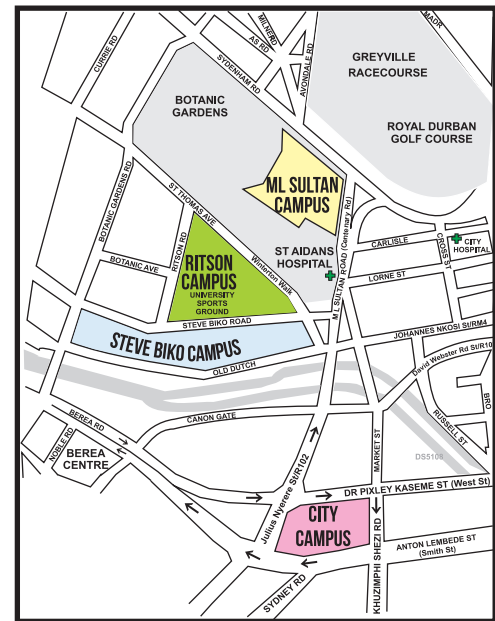 CURRIE RD
MILNER
AS RD
AVONDALE RD
MADR
SYDENHAM RD
GREYVILLE
RACECOURSE
BOTANIC
GARDENS
ROYAL DURBAN
GOLF COURSE
ML SULTAN
CAMPUS
BOTANIC GARDENS RD
ST THOMAS AVE
RITSON RD
BOTANIC AVE
Winterton Walk
ML SULTAN ROAD (Centenary Rd)
ST AIDANS
HOSPITAL
CARLISLE
CROSS ST
CITY
HOSPITAL
LORNE ST
RITSON
CAMPUS
UNIVERSITY
SPORTS
GROUND
STEVE BIKO ROAD
STEVE BIKO CAMPUS
JOHANNES NKOSI St/RM4
OLD DUTCH
David Webster Rd St/R10
BRO
CANON GATE
BEREA RD
NOBLE RD
BEREA
CENTRE
RUSSELL ST
MARKET ST
DS5108
Julius Nyerere St/R102
DR PIXLEY KASEME ST (West St)
CITY
CAMPUS
KHUZIMPHI SHEZI RD
ANTON LEMBEDE ST
(Smith St)
SYDNEY RD